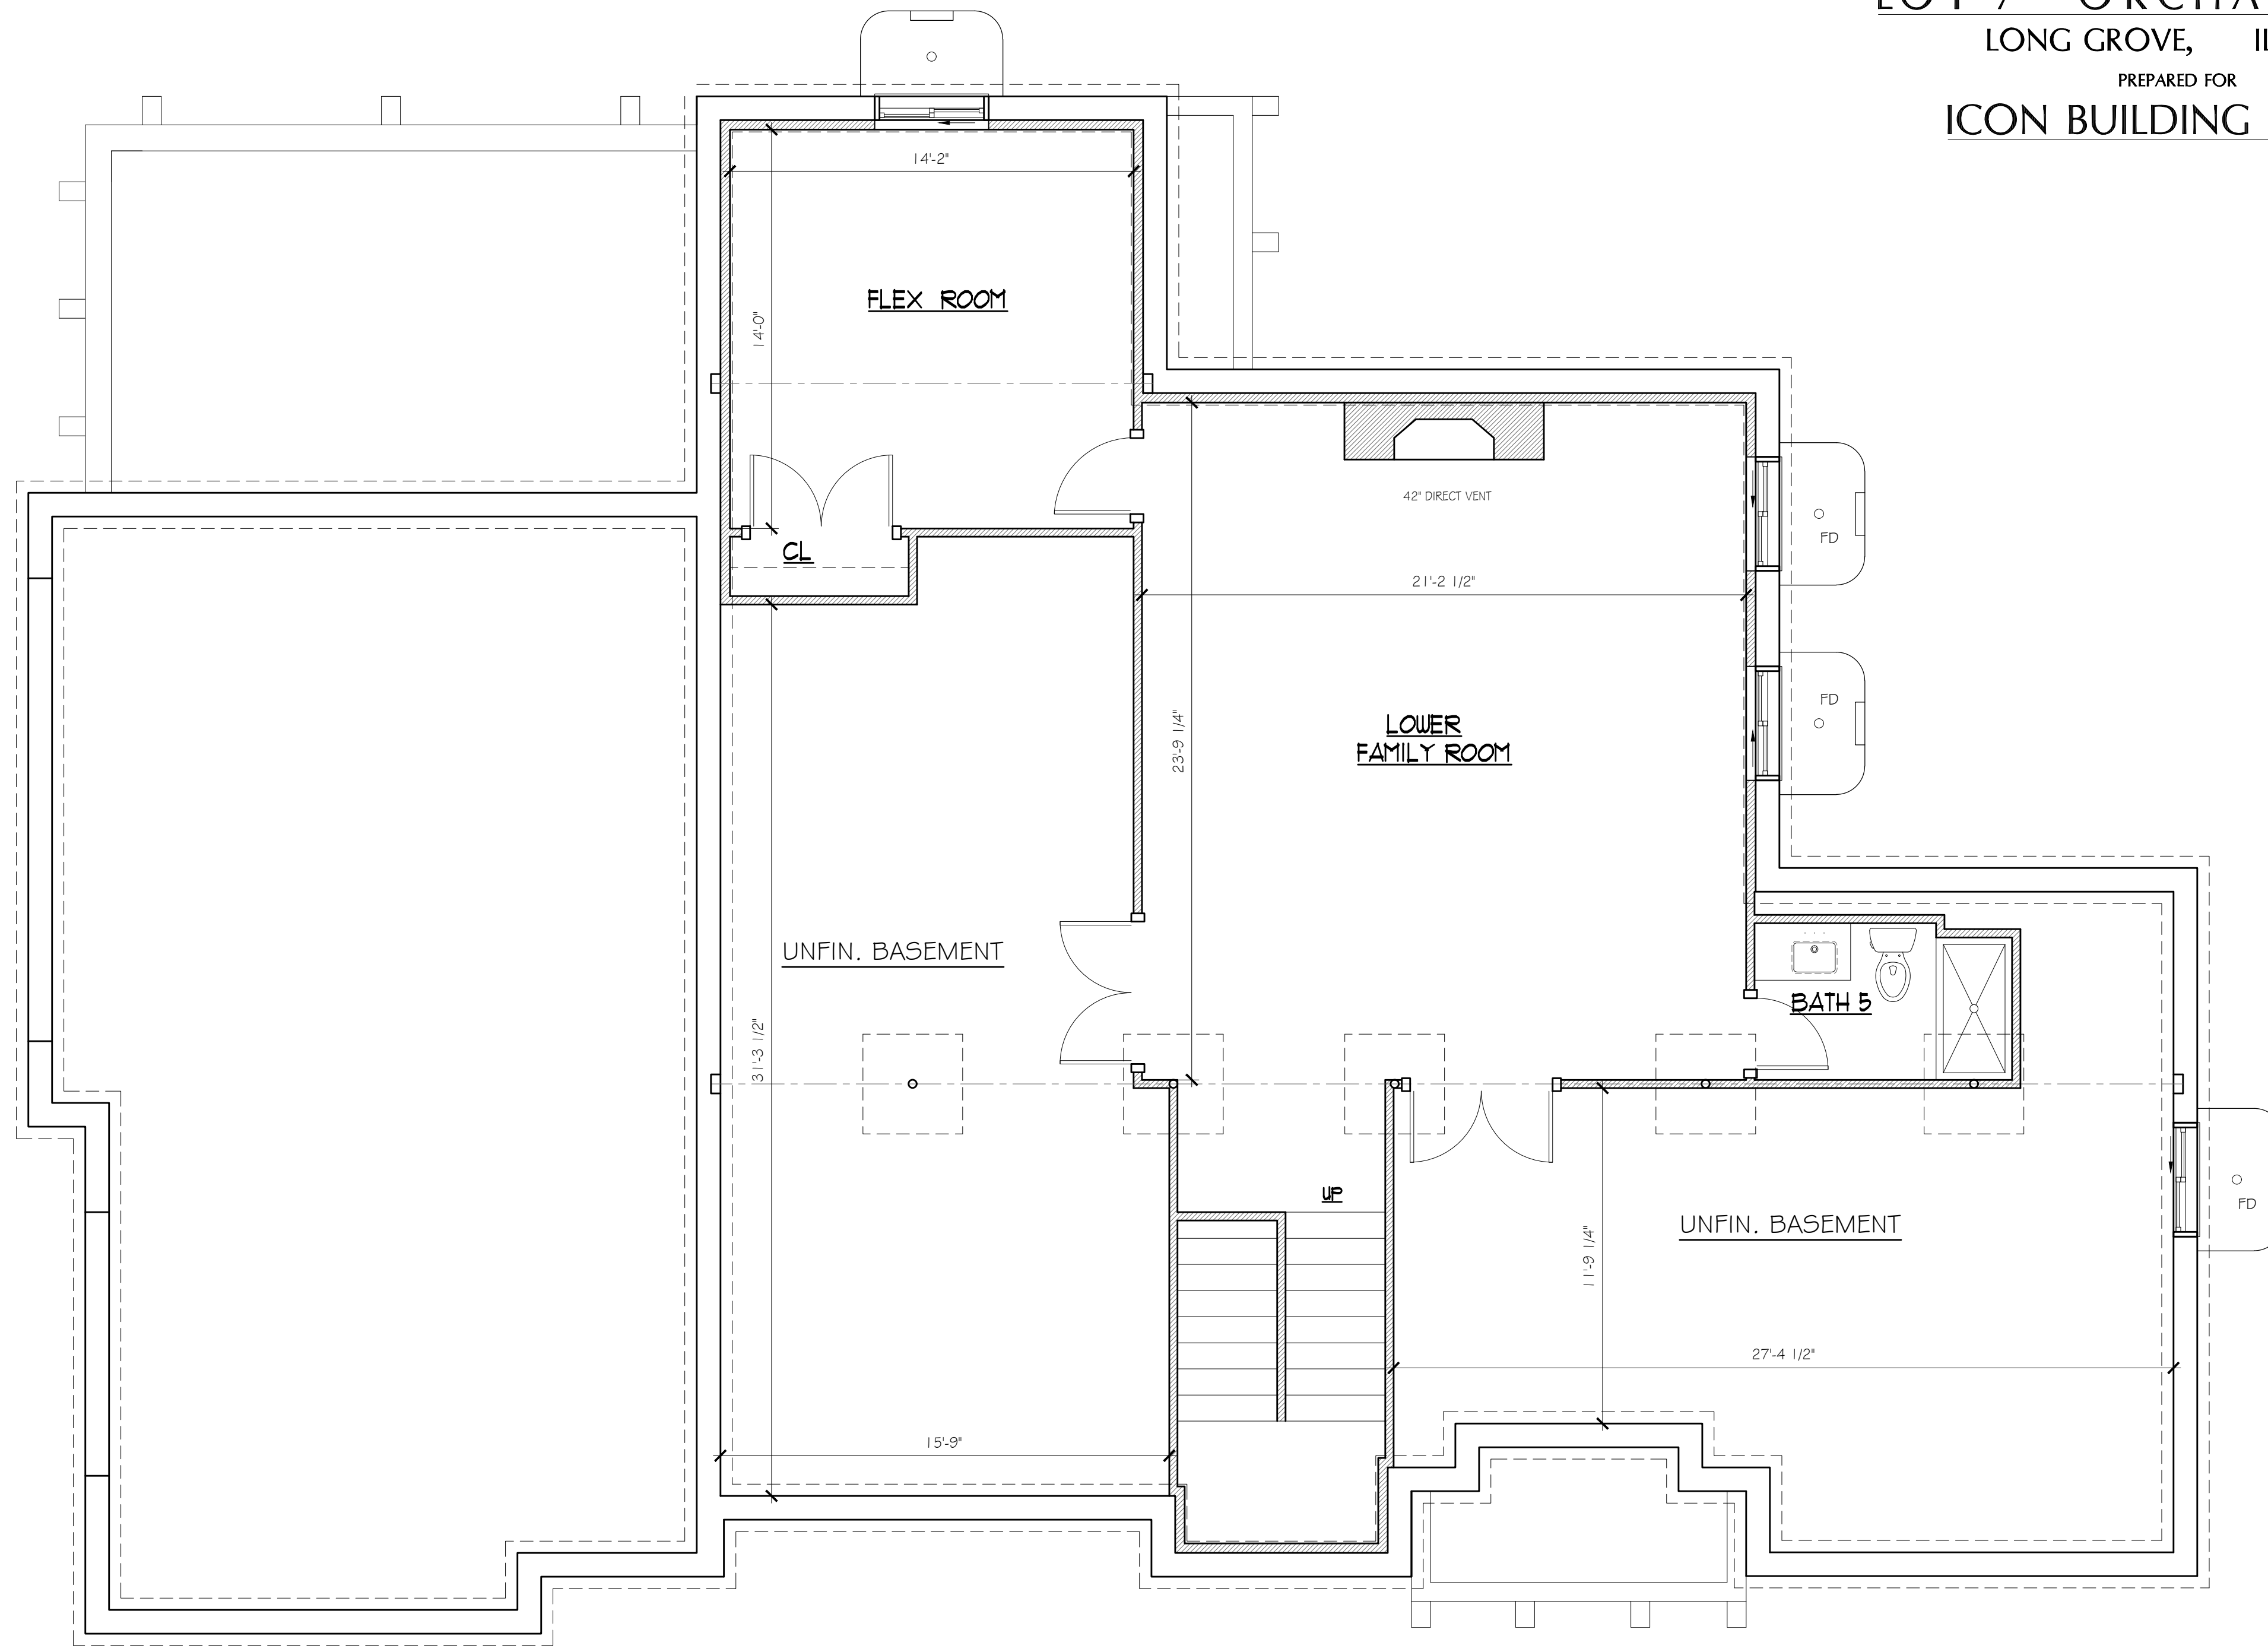 LONG GROVE,
PREPARED FOR
ICON BUILDING
14'-2"
FLEX ROOM
14'-0"
CL
42" DIRECT VENT
FD
21'-2 1/2"
FD
LOWER
FAMILY ROOM
23'-9 1/4"
UNFIN. BASEMENT
BATH 5
31'-3 1/2"
UP
FD
UNFIN. BASEMENT
11'-9 1/4"
27'-4 1/2"
15'-9"